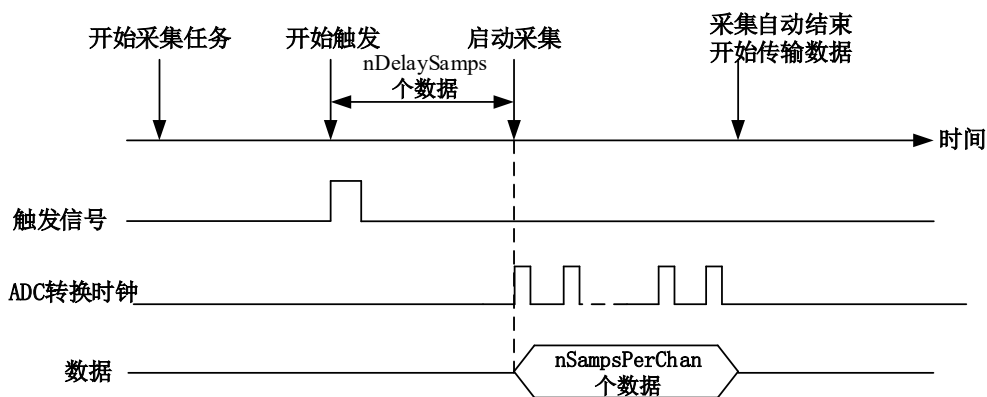 开始采集任务
开始触发
启动采集
采集自动结束
开始传输数据
nDelaySamps
个数据
时间
触发信号
ADC转换时钟
数据
nSampsPerChan
个数据